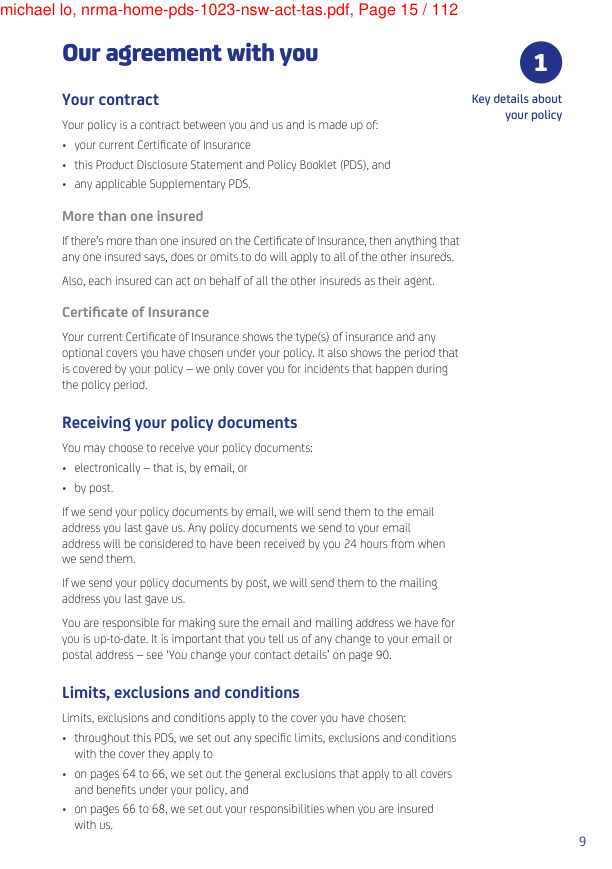 michael lo, nrma-home-pds-1023-nsw-act-tas.pdf, Page 15 / 112
Our agreement with you
1
Key details about
your policy
Your contract
Your policy is a contract between you and us and is made up of:
• your current Certificate of Insurance
• this Product Disclosure Statement and Policy Booklet (PDS), and
• any applicable Supplementary PDS.
More than one insured
If there's more than one insured on the Certificate of Insurance, then anything that
any one insured says, does or omits to do will apply to all of the other insureds.
Also, each insured can act on behalf of all the other insureds as their agent.
Certificate of Insurance
Your current Certificate of Insurance shows the type(s) of insurance and any
optional covers you have chosen under your policy. It also shows the period that
is covered by your policy – we only cover you for incidents that happen during
the policy period.
Receiving your policy documents
You may choose to receive your policy documents:
• electronically – that is, by email, or
• by post.
If we send your policy documents by email, we will send them to the email
address you last gave us. Any policy documents we send to your email
address will be considered to have been received by you 24 hours from when
we send them.
If we send your policy documents by post, we will send them to the mailing
address you last gave us.
You are responsible for making sure the email and mailing address we have for
you is up-to-date. It is important that you tell us of any change to your email or
postal address – see ‘You change your contact details’ on page 90.
Limits, exclusions and conditions
Limits, exclusions and conditions apply to the cover you have chosen:
• throughout this PDS, we set out any specific limits, exclusions and conditions
with the cover they apply to
• on pages 64 to 66, we set out the general exclusions that apply to all covers
and benefits under your policy, and
• on pages 66 to 68, we set out your responsibilities when you are insured
with us.
9